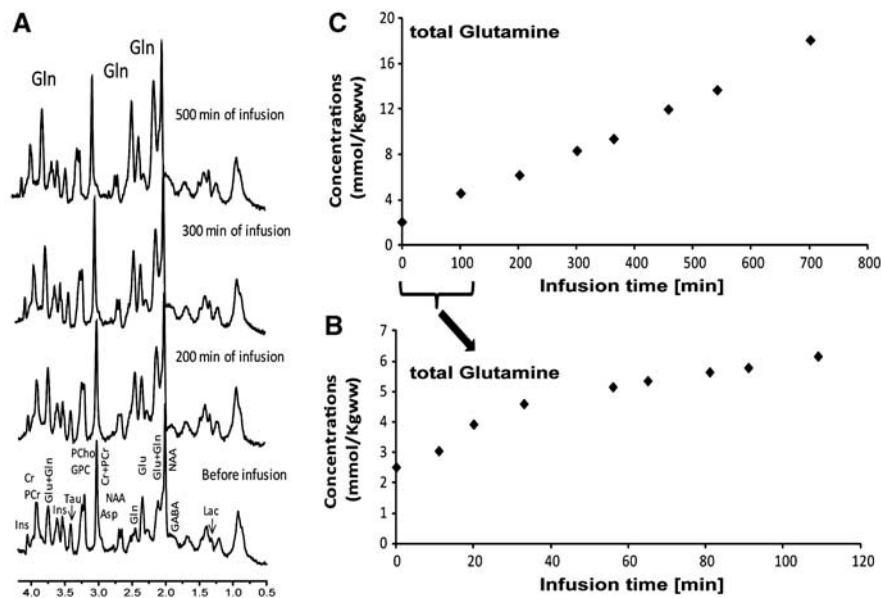 A
Gln
Gln
Gln
500 min of infusion
300 min of infusion
200 min of infusion
Before infusion
Ins
Cr
PCr
Glu+Gln
Ins
Tau
PCho
GPC
Cr+PCr
NAA
Asp
Gln
Glu
Glu+Gln
NAA
GABA
Lac
4.0 3.5 3.0 2.5 2.0 1.5 1.0 0.5
C
total Glutamine
Concentrations
(mmol/kgww)
20
16
12
8
4
0
0 100 200 300 400 500 600 700 800
Infusion time [min]
B
total Glutamine
Concentrations
(mmol/Kgww)
7
6
5
4
3
2
1
0
0 20 40 60 80 100 120
Infusion time [min]